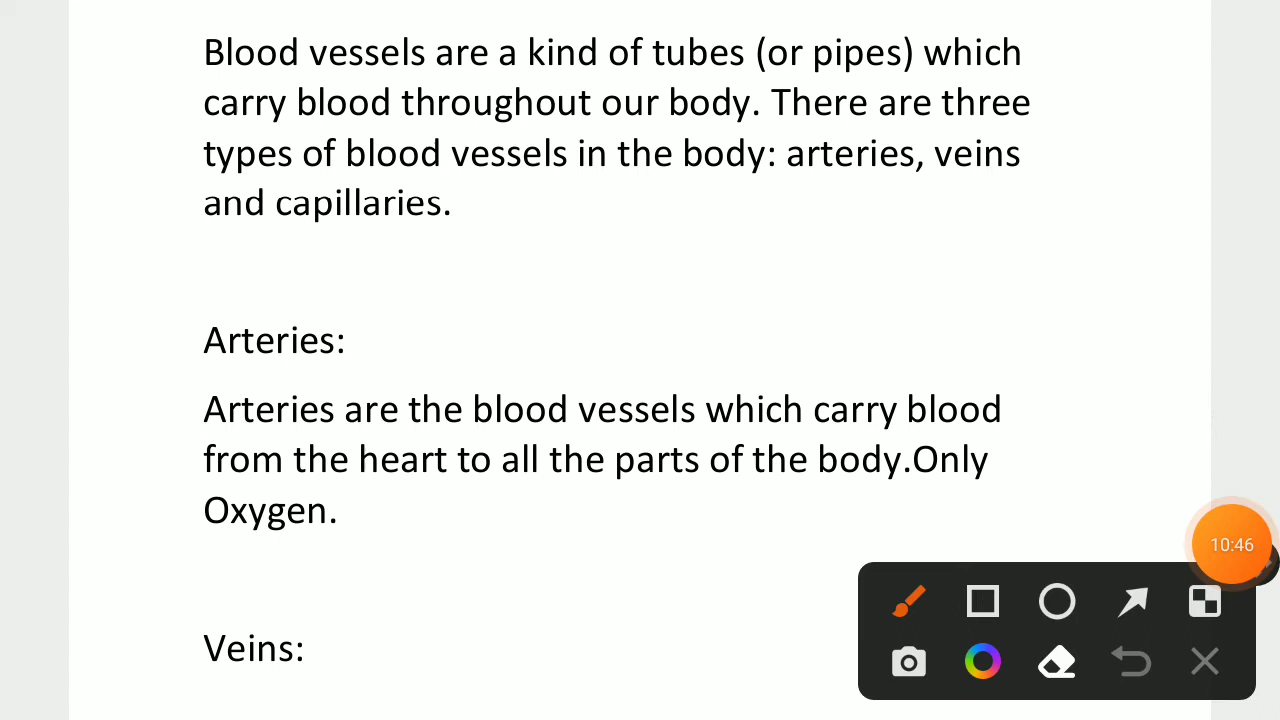 Blood vessels are a kind of tubes (or pipes) which
carry blood throughout our body. There are three
types of blood vessels in the body: arteries, veins
and capillaries.
Arteries:
Arteries are the blood vessels which carry blood
from the heart to all the parts of the body.Only
Oxygen.
10:46
Veins: